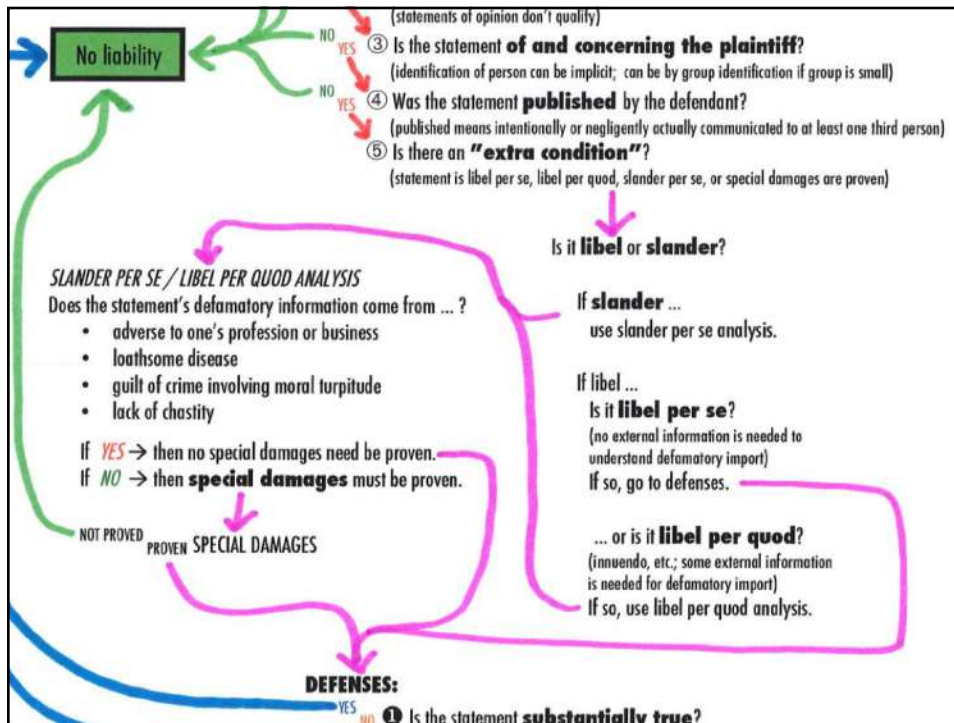 (statements of opinion don't qualify)
No liability
NO YES ③ Is the statement of and concerning the plaintiff?
(identification of person can be implicit; can be by group identification if group is small)
NO YES ④ Was the statement published by the defendant?
(published means intentionally or negligently actually communicated to at least one third person)
⑤ Is there an "extra condition"?
(statement is libel per se, libel per quod, slander per se, or special damages are proven)
Is it libel or slander?
SLANDER PER SE / LIBEL PER QUOD ANALYSIS
Does the statement's defamatory information come from ... ?
• adverse to one's profession or business
• loathsome disease
• guilt of crime involving moral turpitude
• lack of chastity
If YES → then no special damages need be proven.
If NO → then special damages must be proven.
NOT PROVED PROVEN SPECIAL DAMAGES
If slander ...
use slander per se analysis.
If libel ...
Is it libel per se?
(no external information is needed to
understand defamatory import)
If so, go to defenses.
... or is it libel per quod?
(innuendo, etc.; some external information
is needed for defamatory import)
If so, use libel per quod analysis.
DEFENSES:
YES NO ❶ Is the statement substantially true?